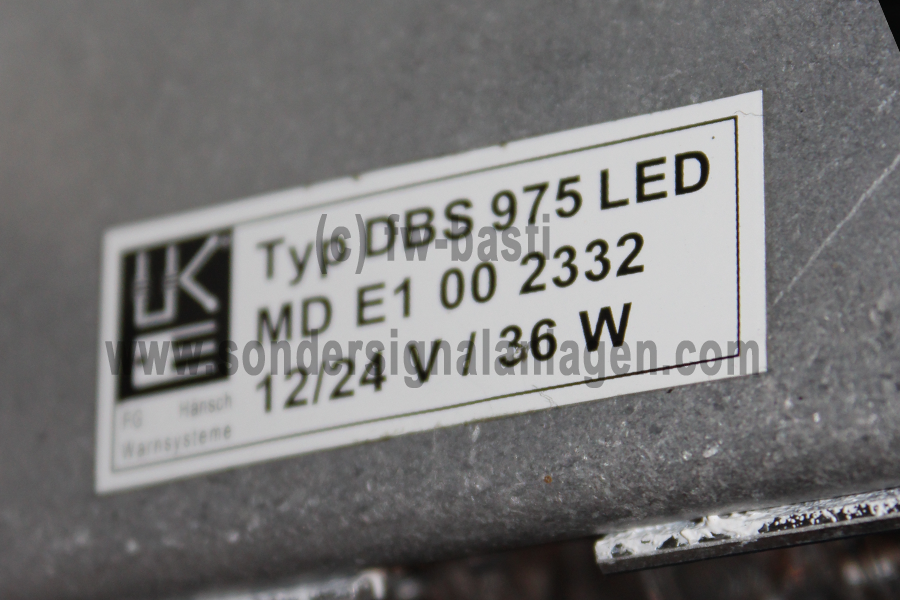 Typ DBS 975 LED
(c) fw-basti
MD E1 00 2332
www.sondersignalanlagen.com
12/24 V / 36 W
FG Hänsch
Warnsysteme